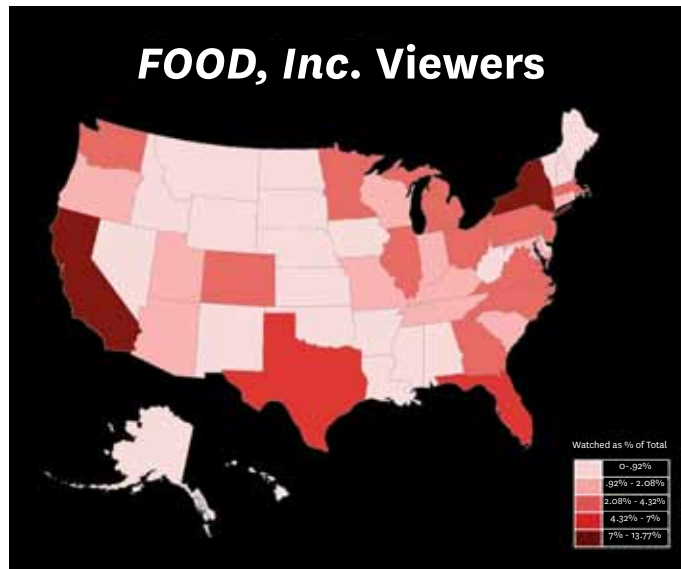 FOOD, Inc. Viewers
Watched as % of Total
0-.92%
.92% - 2.08%
2.08% - 4.32%
4.32% - 7%
7% - 13.77%